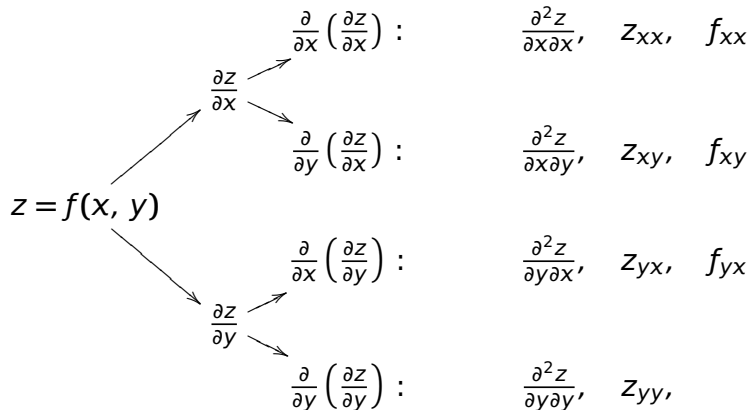 ∂/∂x (∂z/∂x) : ∂²z/∂x∂x, z_xx, f_xx
∂z/∂x
∂/∂y (∂z/∂x) : ∂²z/∂x∂y, z_xy, f_xy
z = f(x, y)
∂/∂x (∂z/∂y) : ∂²z/∂y∂x, z_yx, f_yx
∂z/∂y
∂/∂y (∂z/∂y) : ∂²z/∂y∂y, z_yy,